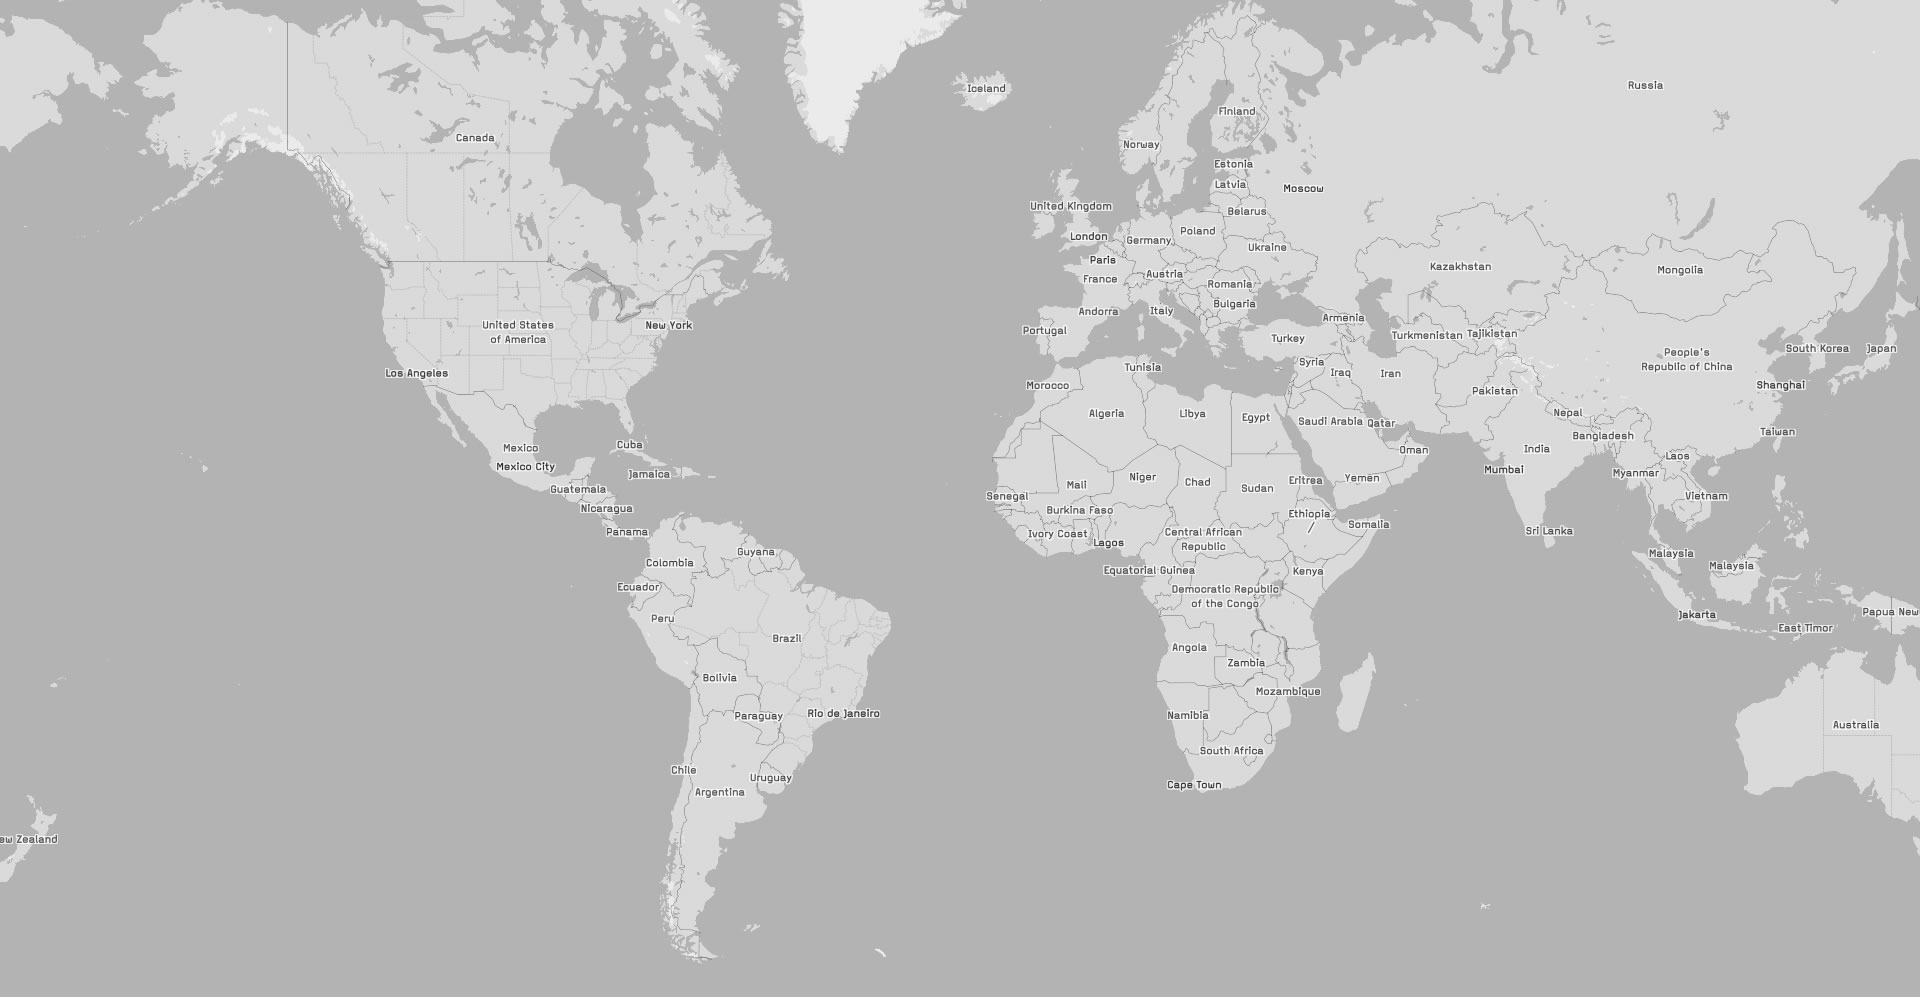 Russia
Iceland
Finland
Canada
Norway
Estonia
Latvia
Moscow
United Kingdom
Belarus
Poland
London
Germany
Ukraine
Paris
Kazakhstan
Mongolia
Austria
France
Romania
Bulgaria
Andorra
Italy
Armenia
United States
of America
New York
Portugal
Turkey
Turkmenistan
Tajikistan
South Korea
Japan
People's
Republic of China
Syria
Tunisia
Iraq
Iran
Los Angeles
Morocco
Shanghai
Pakistan
Algeria
Libya
Egypt
Saudi Arabia
Qatar
Nepal
Taiwan
Bangladesh
Cuba
Mexico
Oman
India
Laos
Mexico City
Jamaica
Mumbai
Myanmar
Niger
Yemen
Eritrea
Chad
Mali
Sudan
Guatemala
Senegal
Vietnam
Nicaragua
Burkina Faso
Ethiopia
Somalia
Panama
Ivory Coast
Central African
Republic
Sri Lanka
Lagos
Guyana
Malaysia
Colombia
Malaysia
Equatorial Guinea
Kenya
Ecuador
Democratic Republic
of the Congo
Papua New
Jakarta
Peru
East Timor
Brazil
Angola
Zambia
Bolivia
Mozambique
Rio de Janeiro
Paraguay
Namibia
Australia
South Africa
Chile
Uruguay
Cape Town
Argentina
ew Zealand